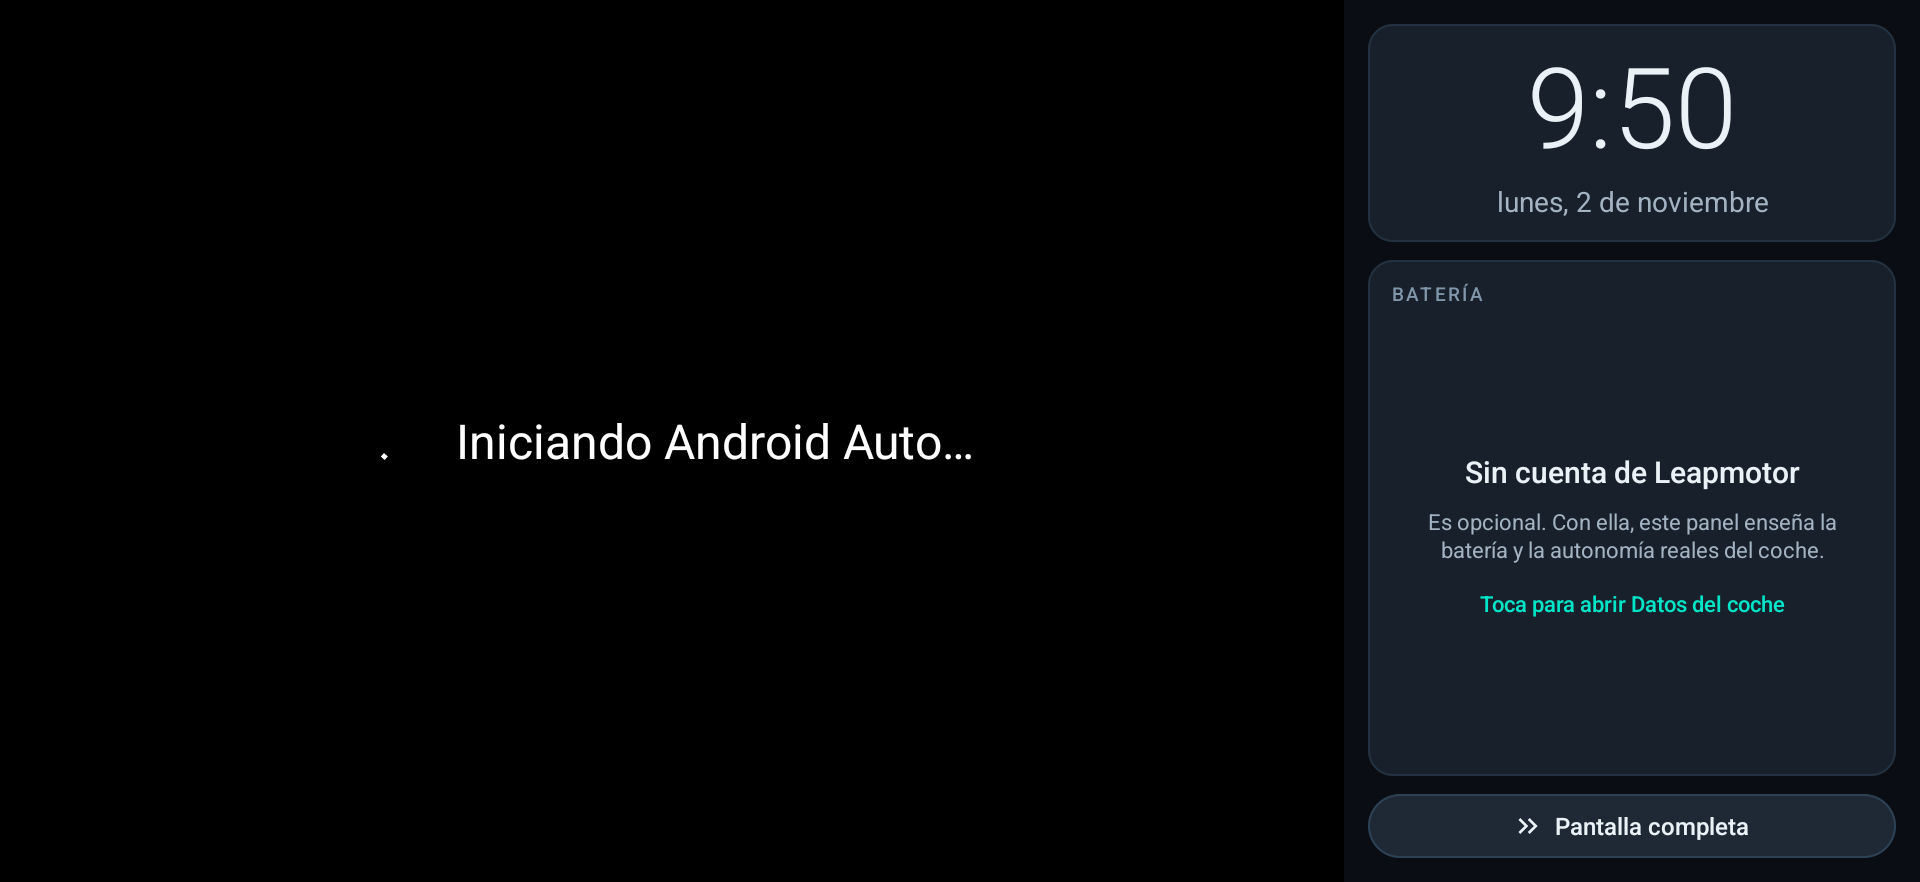 Iniciando Android Auto...
9:50
lunes, 2 de noviembre
BATERÍA
Sin cuenta de Leapmotor
Es opcional. Con ella, este panel enseña la
batería y la autonomía reales del coche.
Toca para abrir Datos del coche
Pantalla completa